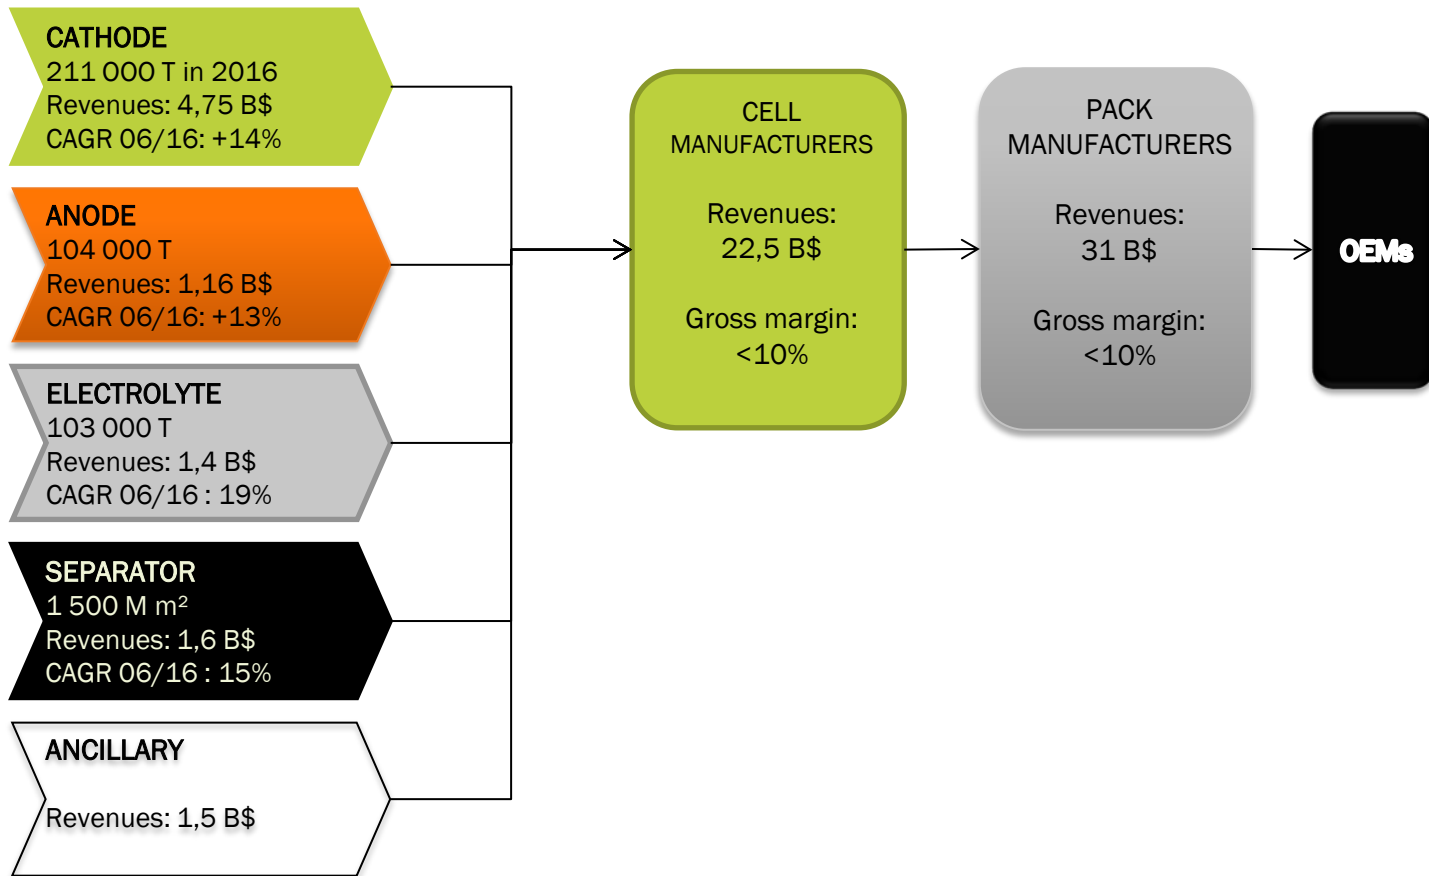 CATHODE
211 000 T in 2016
Revenues: 4,75 B$
CAGR 06/16: +14%
ANODE
104 000 T
Revenues: 1,16 B$
CAGR 06/16: +13%
ELECTROLYTE
103 000 T
Revenues: 1,4 B$
CAGR 06/16 : 19%
SEPARATOR
1 500 M m²
Revenues: 1,6 B$
CAGR 06/16 : 15%
ANCILLARY
Revenues: 1,5 B$
CELL
MANUFACTURERS
Revenues:
22,5 B$
Gross margin:
<10%
PACK
MANUFACTURERS
Revenues:
31 B$
Gross margin:
<10%
OEMs